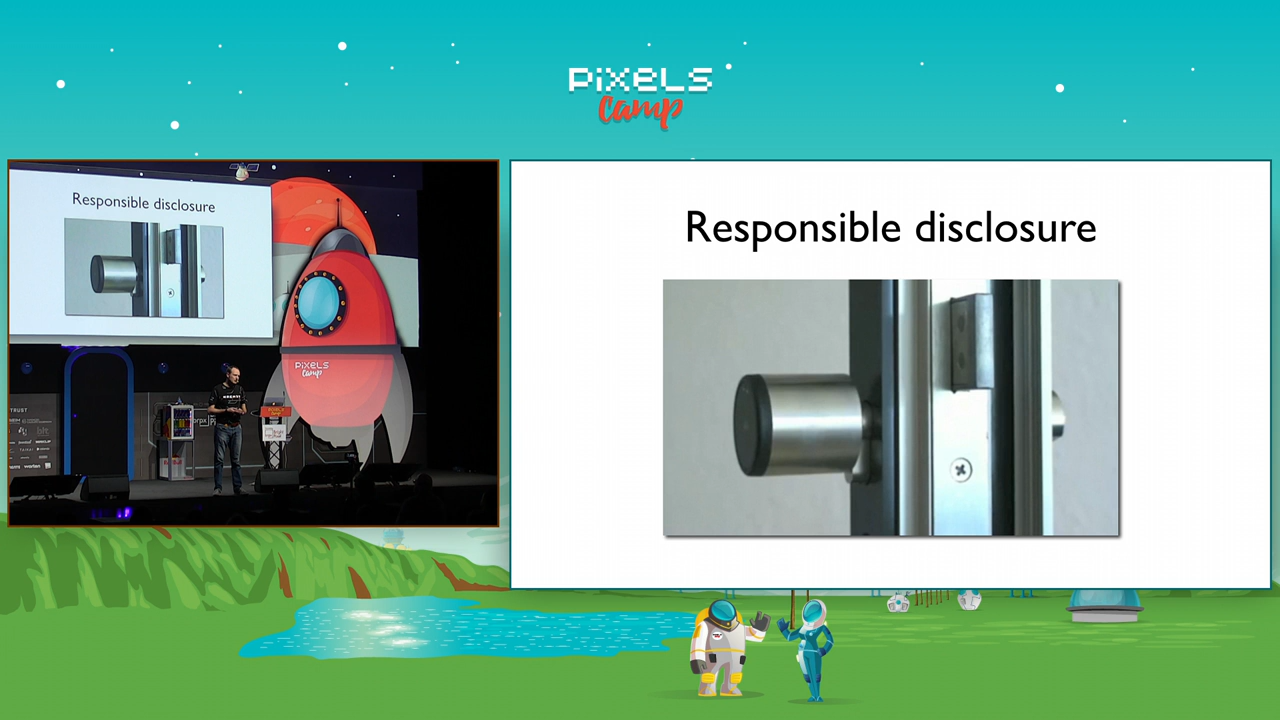 PiXELS
camp
Responsible disclosure
Responsible disclosure
PiXELS
camp
TRUST